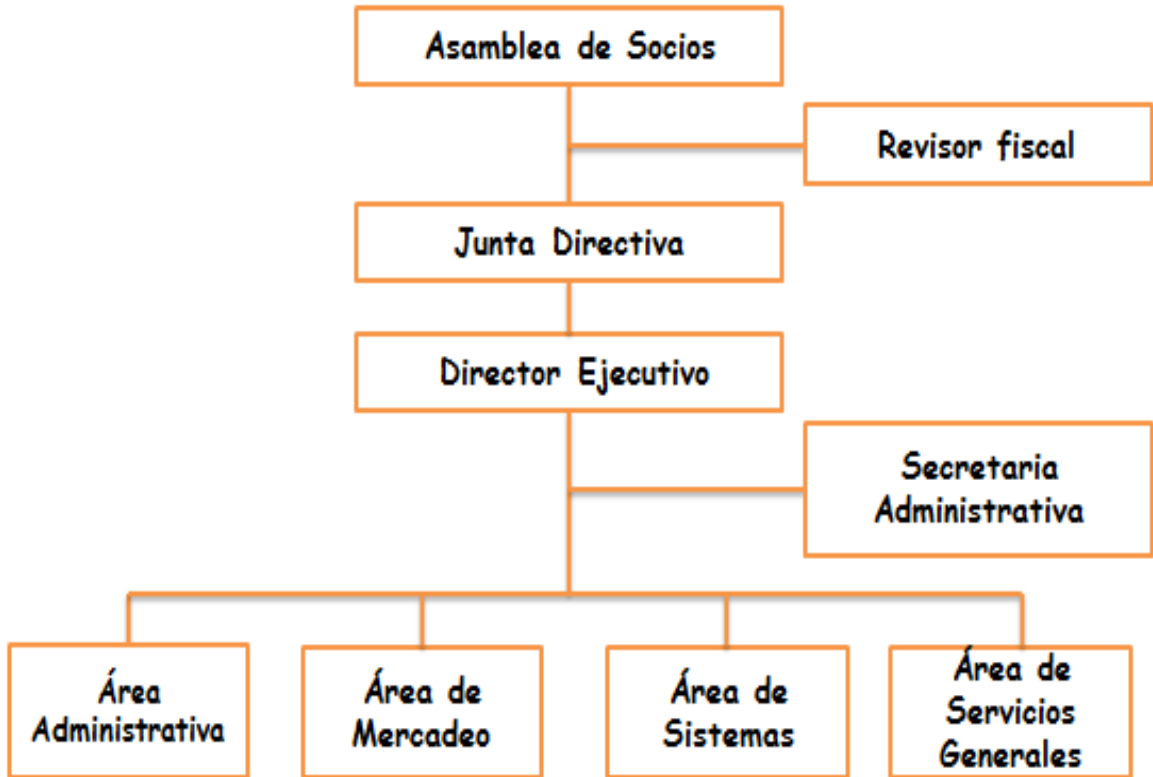 Asamblea de Socios
Revisor fiscal
Junta Directiva
Director Ejecutivo
Secretaria
Administrativa
Área
Administrativa
Área de
Mercadeo
Área de
Sistemas
Área de
Servicios
Generales